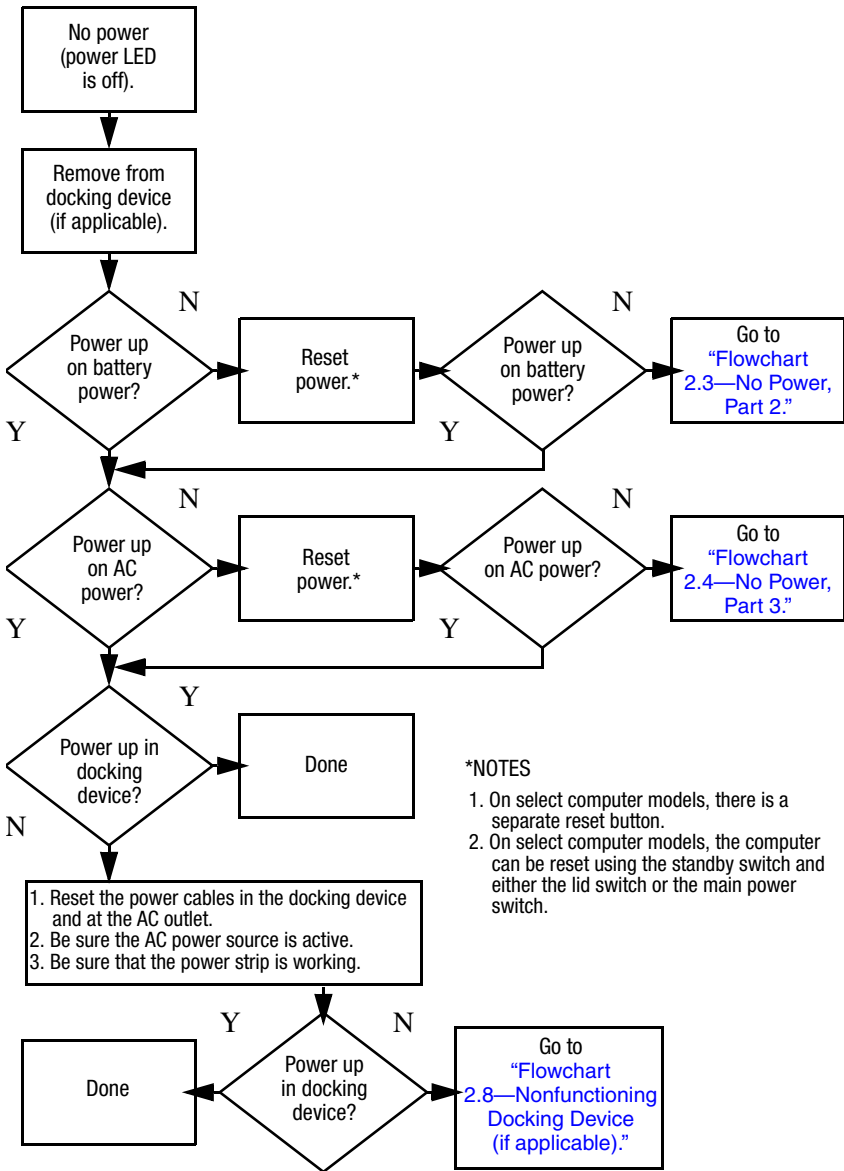 No power
(power LED
is off).
Remove from
docking device
(if applicable).
N
Power up
on battery
power?
Y
Reset
power.*
N
Power up
on battery
power?
Y
Go to
“Flowchart
2.3—No Power,
Part 2.”
N
Power up
on AC
power?
Y
Reset
power.*
N
Power up
on AC power?
Y
Go to
“Flowchart
2.4—No Power,
Part 3.”
Y
Power up in
docking
device?
N
Done
*NOTES
1. On select computer models, there is a
separate reset button.
2. On select computer models, the computer
can be reset using the standby switch and
either the lid switch or the main power
switch.
1. Reset the power cables in the docking device
and at the AC outlet.
2. Be sure the AC power source is active.
3. Be sure that the power strip is working.
Y
N
Done
Power up
in docking
device?
Go to
“Flowchart
2.8—Nonfunctioning
Docking Device
(if applicable).”